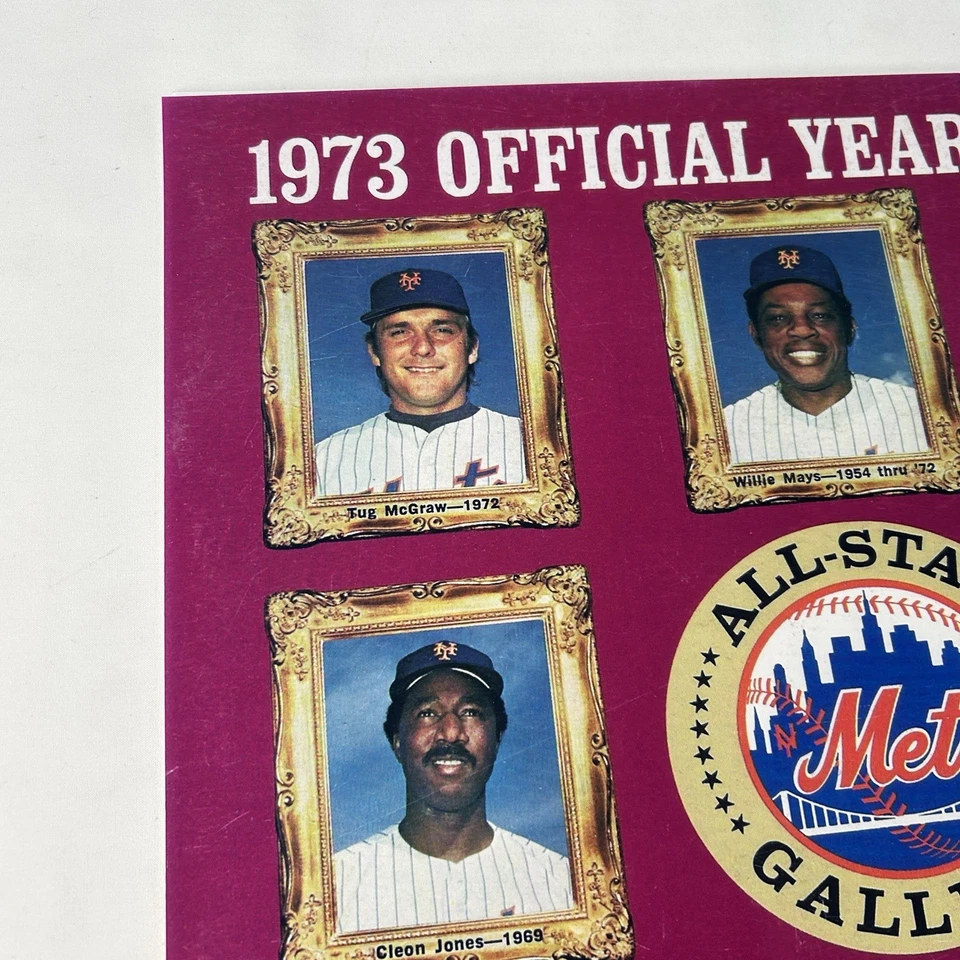 1973 OFFICIAL YEAR
Tug McGraw—1972
Willie Mays—1954 thru '72
ALL-STA
Met
GALL
Cleon Jones—1969